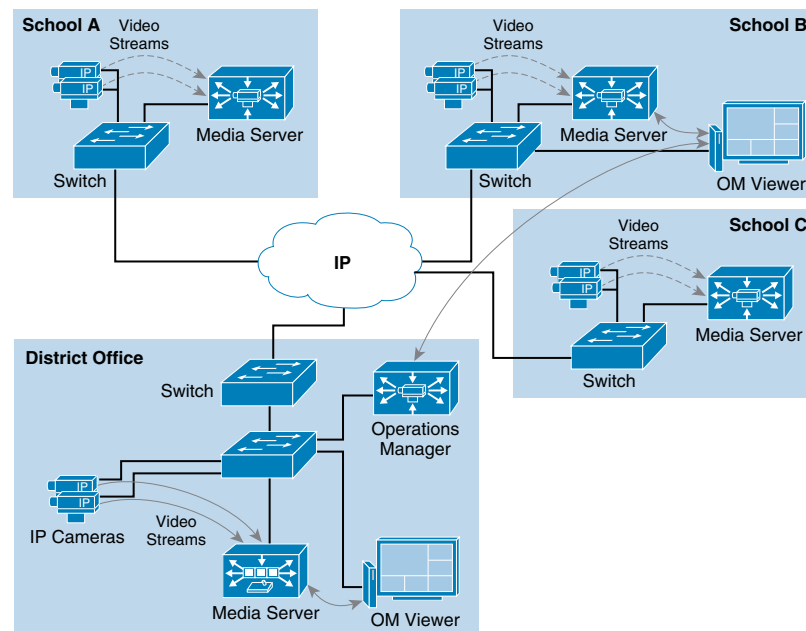 School A
Video
Streams
IP
IP
Media Server
Switch
School B
Video
Streams
IP
IP
Media Server
Switch
OM Viewer
IP
School C
Video
Streams
IP
IP
Media Server
Switch
District Office
Switch
Operations
Manager
IP
IP
IP Cameras
Video
Streams
Media Server
OM Viewer